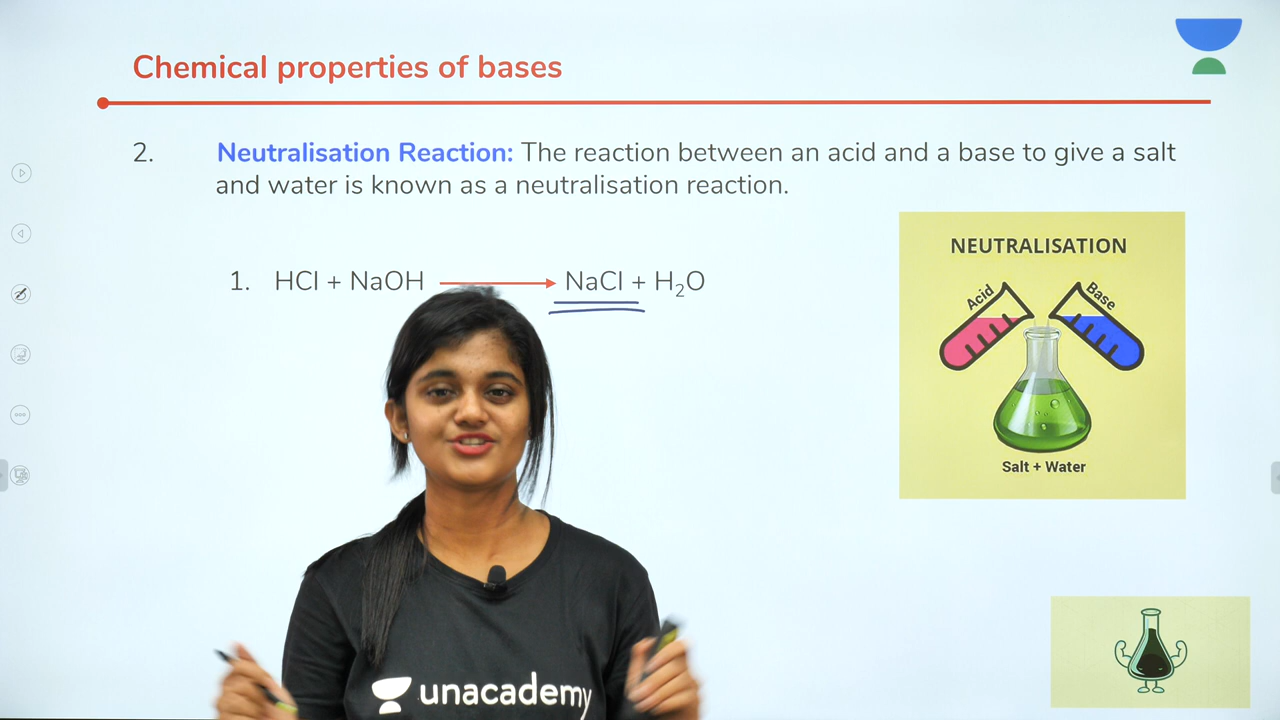 Chemical properties of bases
2. Neutralisation Reaction: The reaction between an acid and a base to give a salt
and water is known as a neutralisation reaction.
1. HCl + NaOH → NaCl + H₂O
NEUTRALISATION
Acid
Base
Salt + Water
unacademy